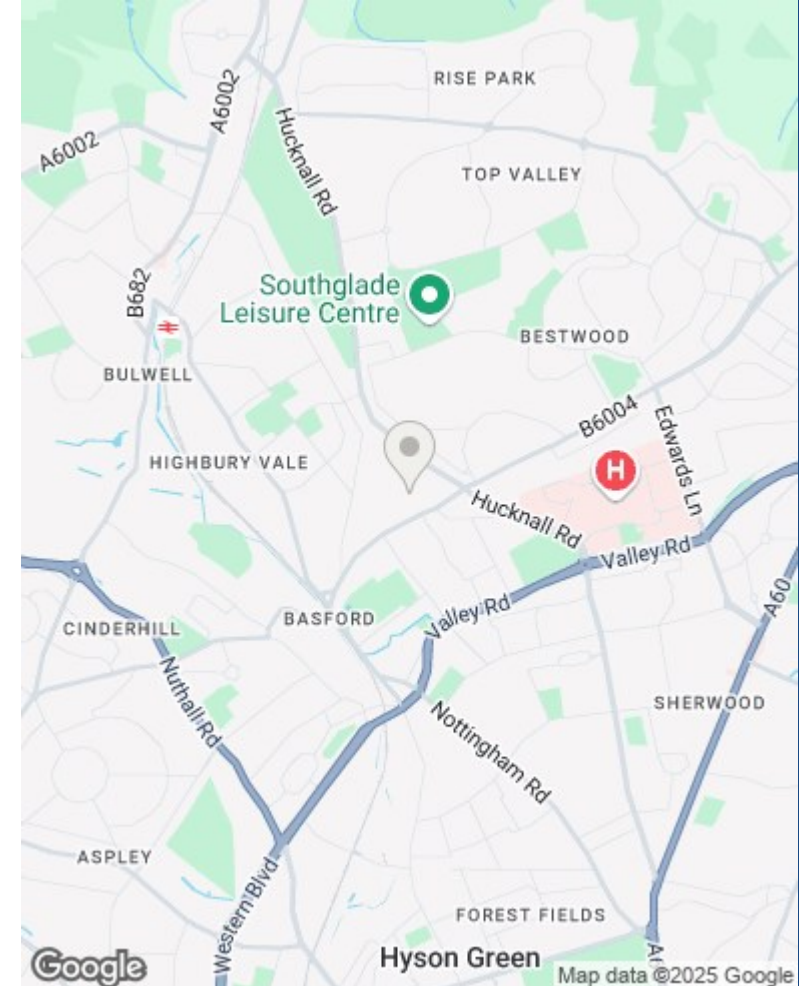 RISE PARK
A6002
A6002
Hucknall Rd
TOP VALLEY
B682
Southglade
Leisure Centre
BESTWOOD
BULWELL
B6004
Edwards Ln
HIGHBURY VALE
H
Hucknall Rd
Valley Rd
A60
BASFORD
Valley Rd
CINDERHILL
Nuthall Rd
SHERWOOD
Nottingham Rd
ASPLEY
Western Blvd
FOREST FIELDS
Hyson Green
Google
Map data ©2025 Google